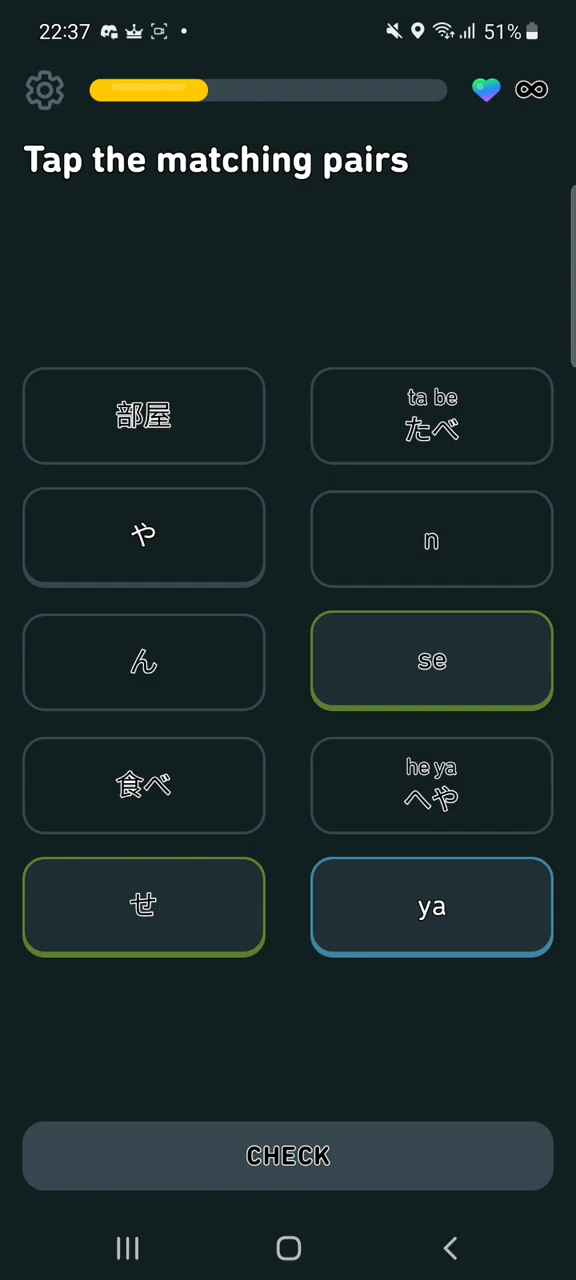 22:37 51%
Tap the matching pairs
部屋
ta be
たべ
や
n
ん
se
食べ
he ya
へや
せ
ya
CHECK